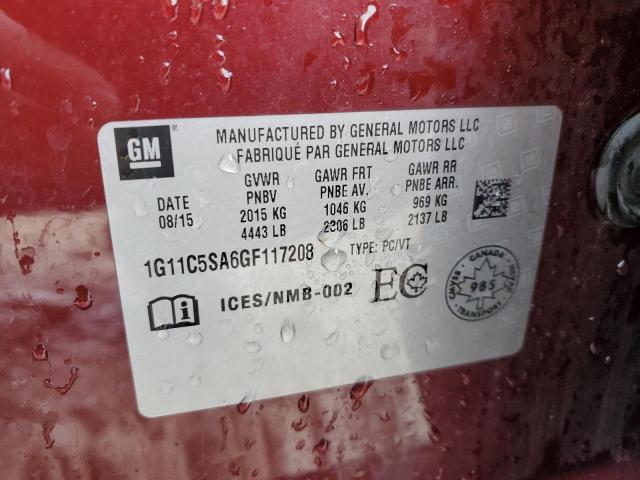 GM ®
MANUFACTURED BY GENERAL MOTORS LLC
FABRIQUÉ PAR GENERAL MOTORS LLC
DATE
08/15
GVWR
PNBV
2015 KG
4443 LB
GAWR FRT
PNBE AV.
1046 KG
2306 LB
GAWR RR
PNBE ARR.
969 KG
2137 LB
1G11C5SA6GF117208
TYPE: PC/VT
i ICES/NMB-002
EC
CANADA
985
TRANSPORT